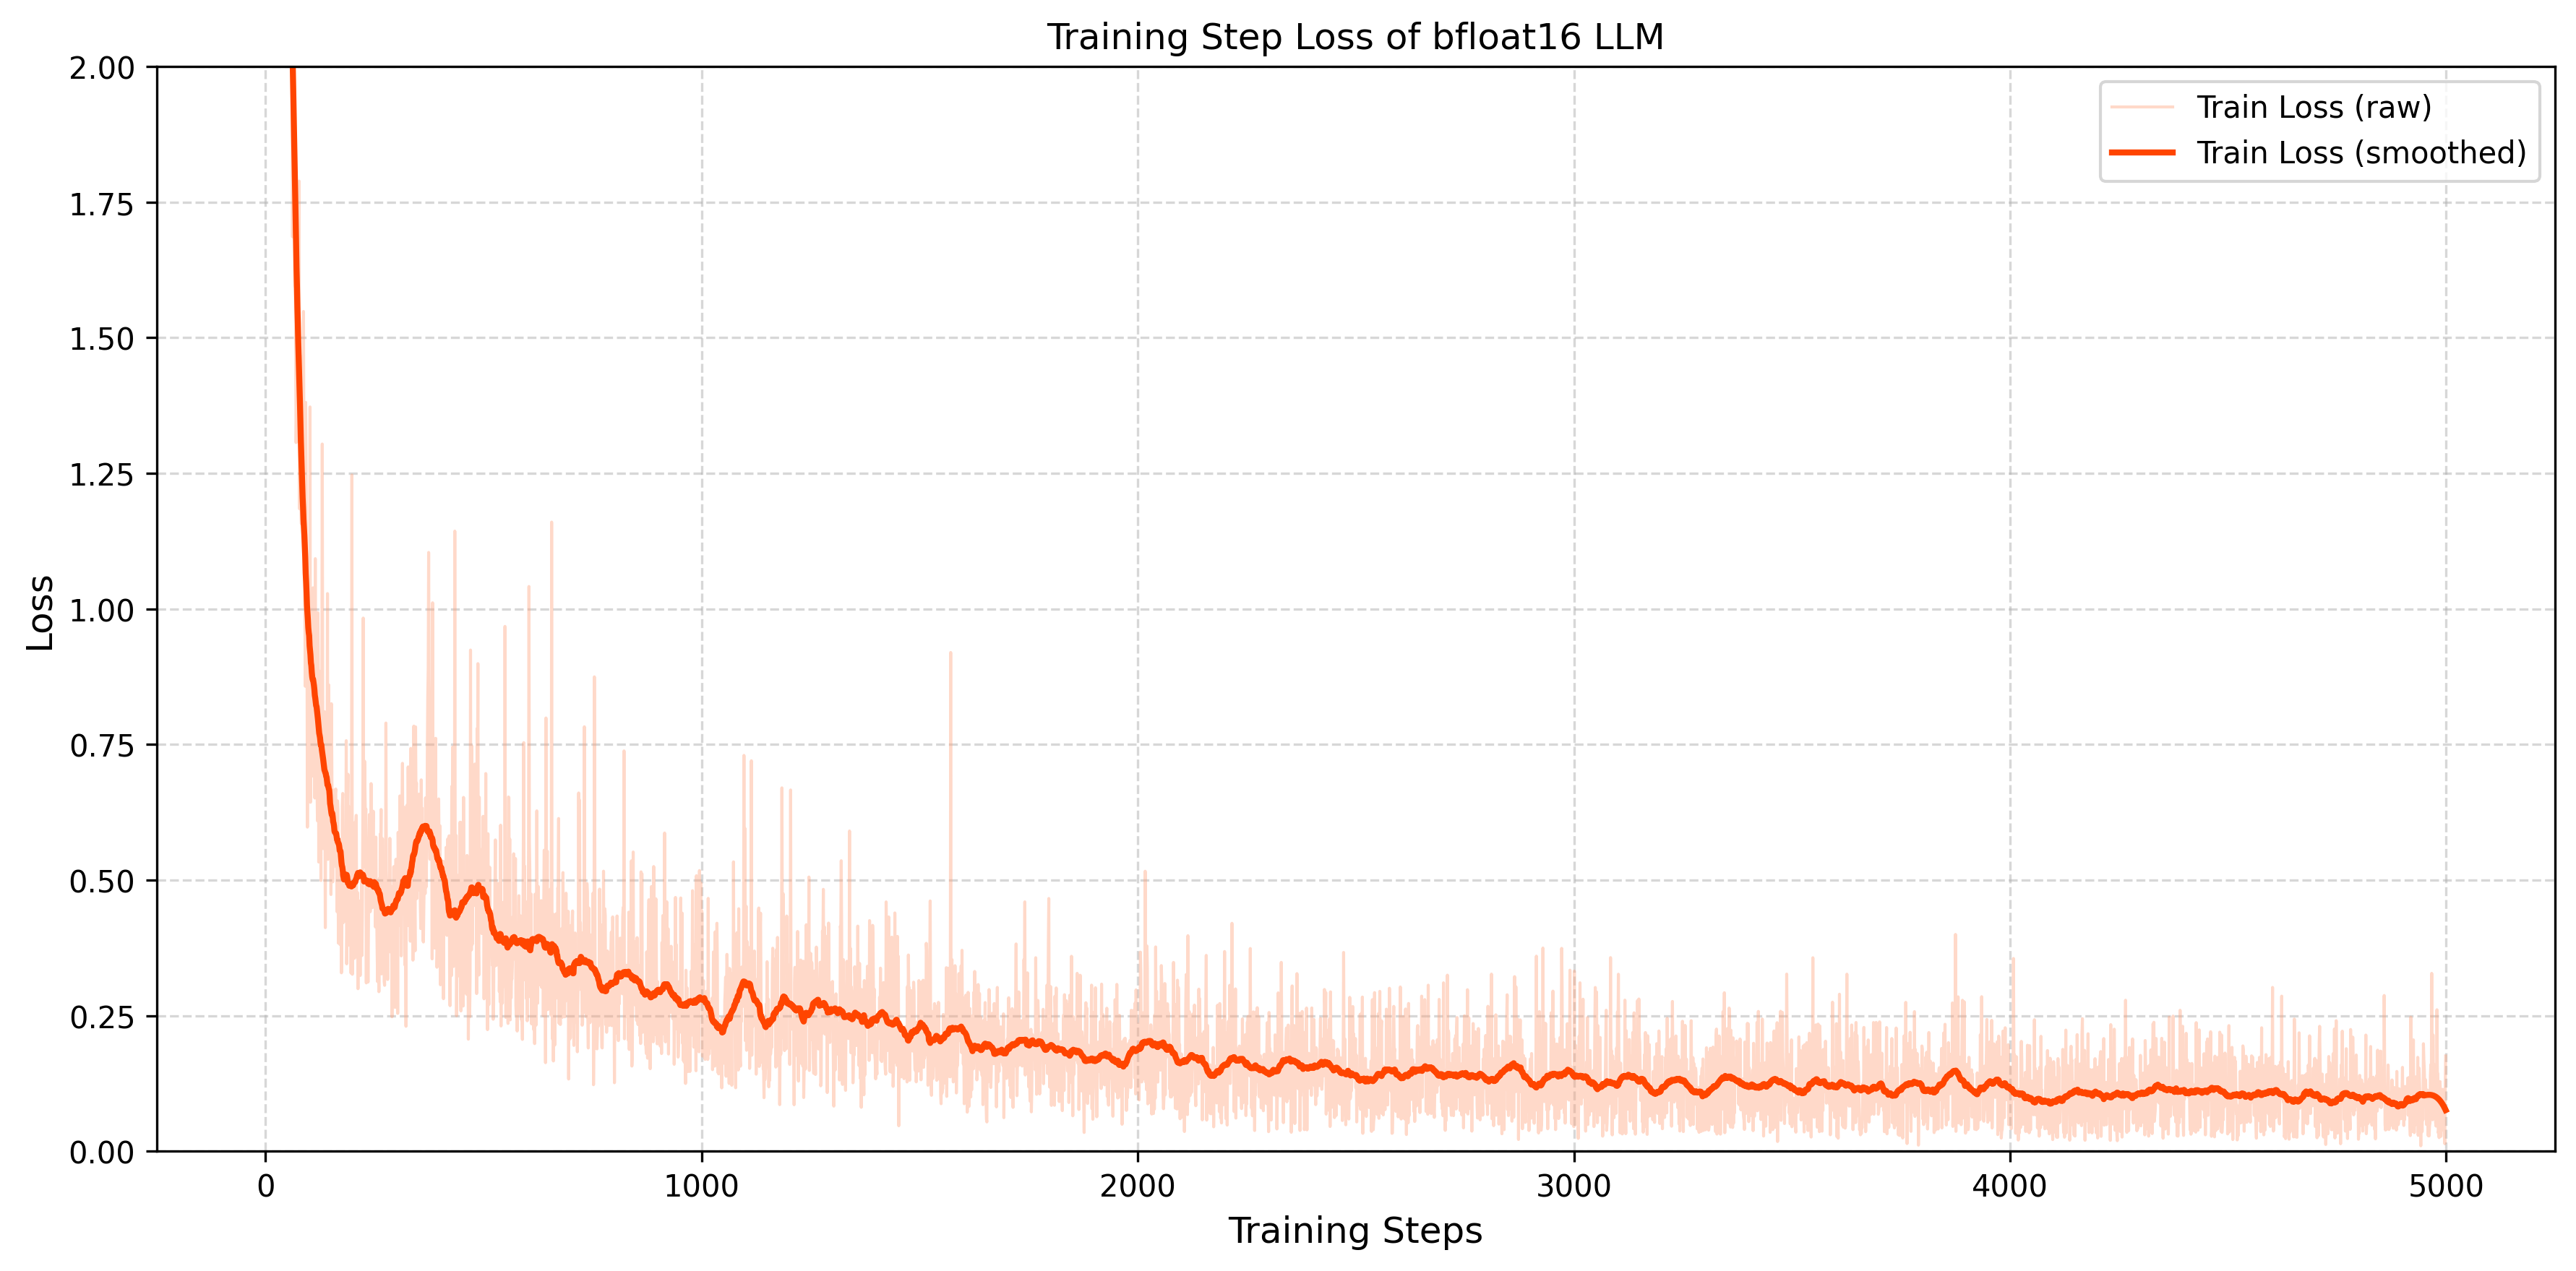 Training Step Loss of bfloat16 LLM
Train Loss (raw)
Train Loss (smoothed)
2.00
1.75
1.50
1.25
1.00
0.75
0.50
0.25
0.00
Loss
0 1000 2000 3000 4000 5000
Training Steps